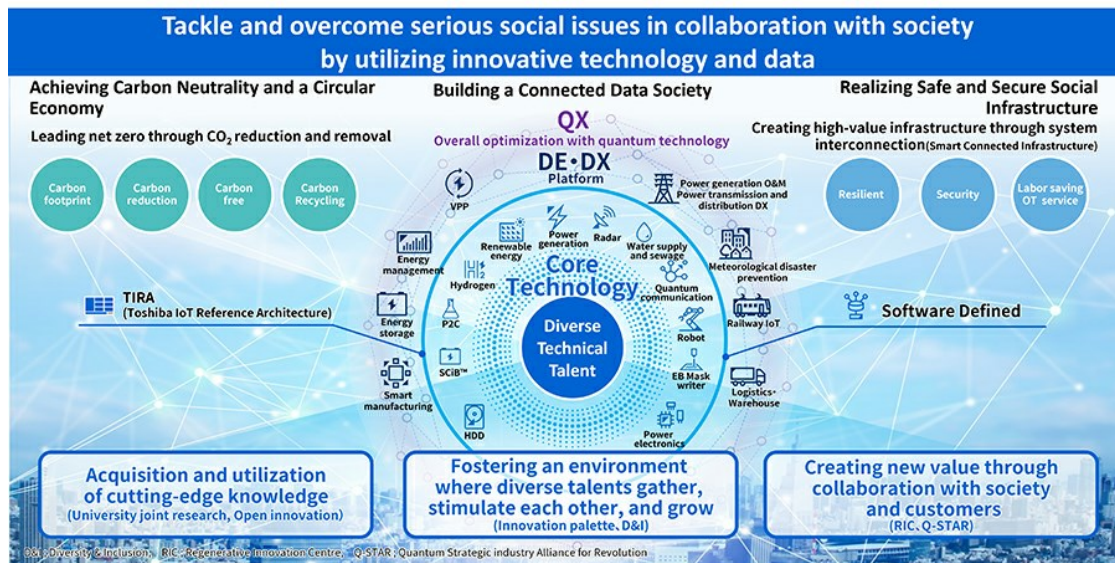 Tackle and overcome serious social issues in collaboration with society
by utilizing innovative technology and data
Achieving Carbon Neutrality and a Circular
Economy
Leading net zero through CO₂ reduction and removal
Carbon
footprint
Carbon
reduction
Carbon
free
Carbon
Recycling
Building a Connected Data Society
QX
Overall optimization with quantum technology
DE・DX
Platform
Realizing Safe and Secure Social
Infrastructure
Creating high-value infrastructure through system
interconnection(Smart Connected Infrastructure)
Resilient
Security
Labor saving
OT service
VPP
Power generation O&M
Power transmission and
distribution DX
Energy
management
Renewable
energy
Power
generation
Radar
Water supply
and sewage
Meteorological disaster
prevention
Hydrogen
H₂
Core
Technology
Quantum
communication
TIRA
(Toshiba IoT Reference Architecture)
Energy
storage
P2C
Diverse
Technical
Talent
Robot
Railway IoT
Software Defined
Smart
manufacturing
SCiB™
EB Mask
writer
Logistics・
Warehouse
HDD
Power
electronics
Acquisition and utilization
of cutting-edge knowledge
(University joint research, Open innovation)
Fostering an environment
where diverse talents gather,
stimulate each other, and grow
(Innovation palette、D&I)
Creating new value through
collaboration with society
and customers
(RIC、Q-STAR)
D&I : Diversity & Inclusion, RIC : Regenerative Innovation Centre, Q-STAR : Quantum Strategic industry Alliance for Revolution